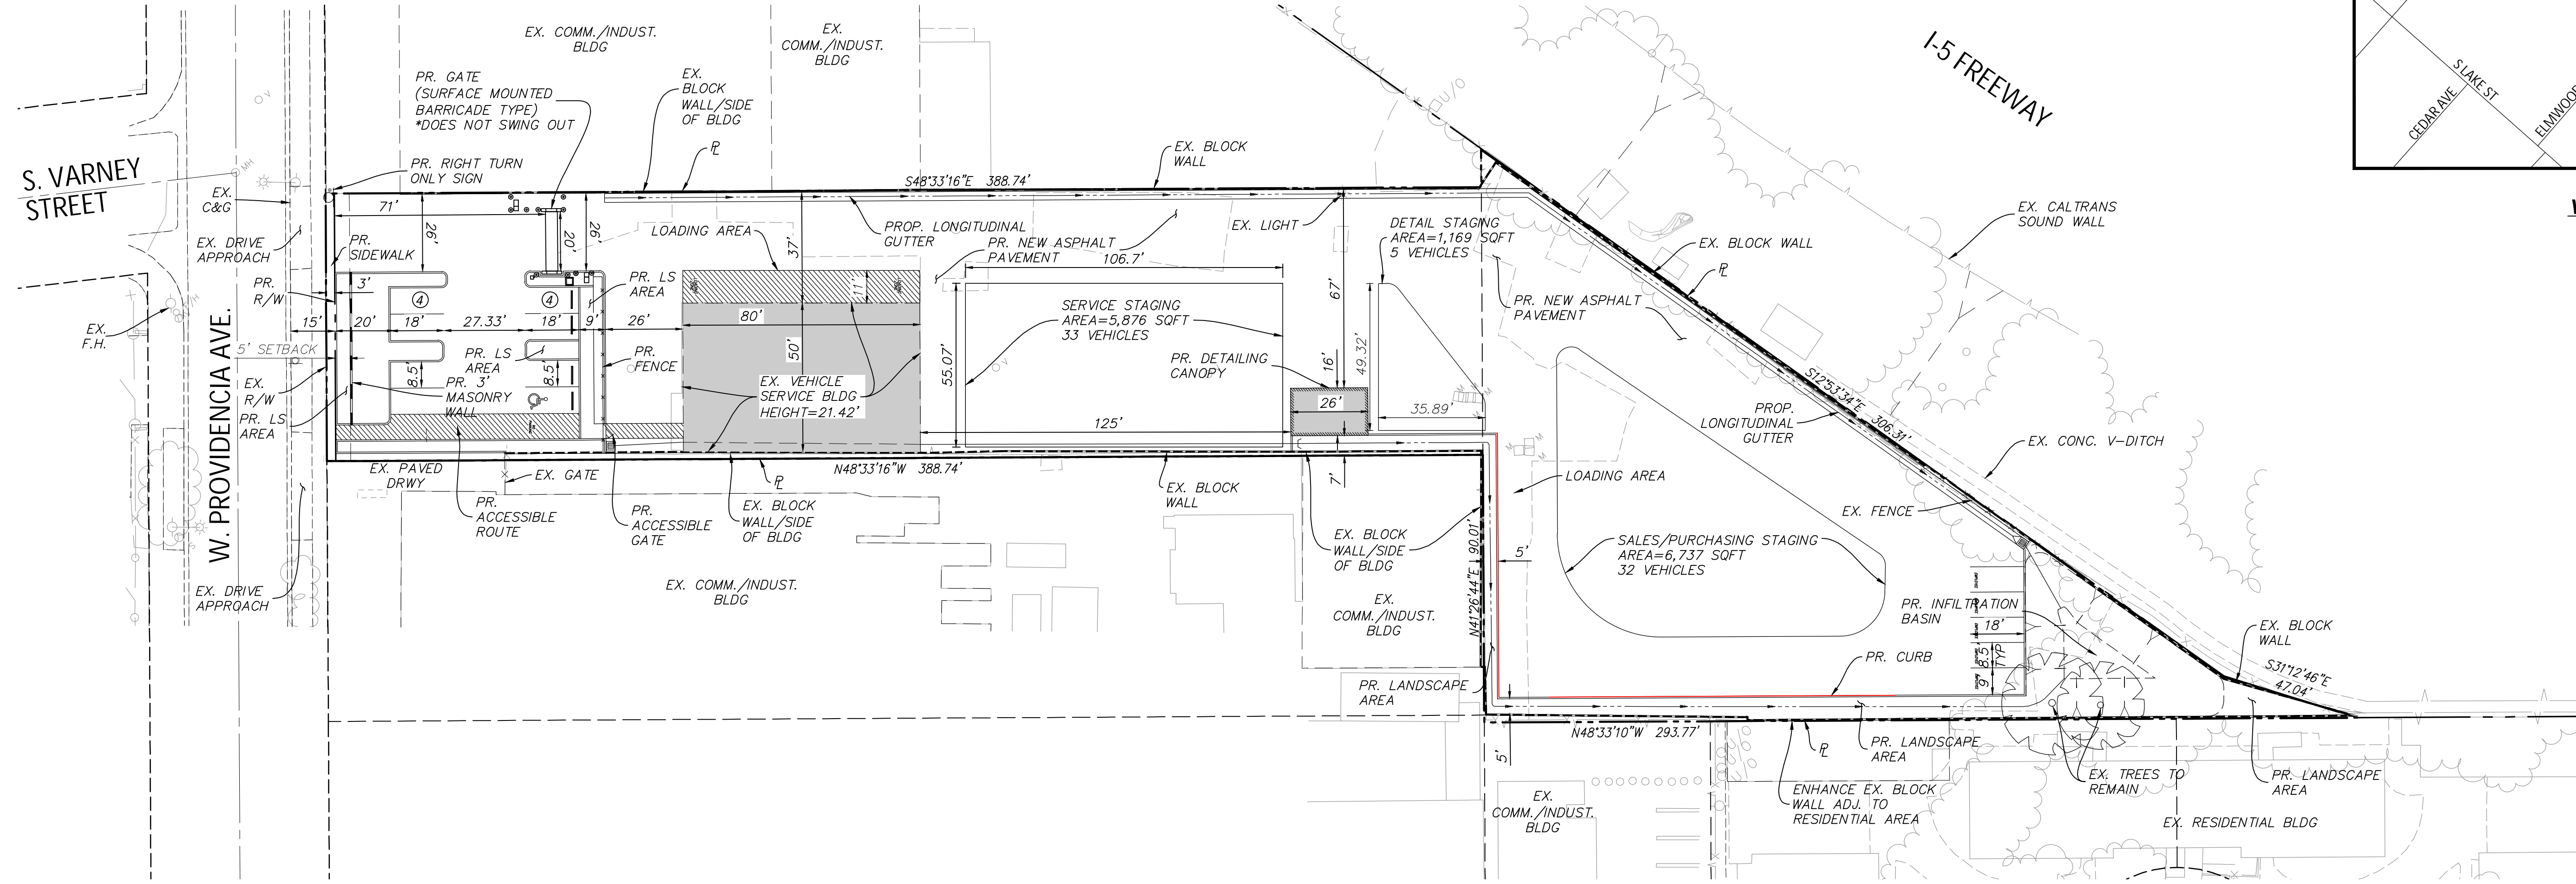 EX. COMM./INDUST.
BLDG
EX.
COMM./INDUST.
BLDG
I-5 FREEWAY
S LAKE ST
CEDAR AVE
PR. GATE
(SURFACE MOUNTED
BARRICADE TYPE)
*DOES NOT SWING OUT
EX.
BLOCK
WALL/SIDE
OF BLDG
U/O
V
MH
S. VARNEY
STREET
EX.
C&G
PR. RIGHT TURN
ONLY SIGN
EX. BLOCK
WALL
S48°33'16"E 388.74'
71'
26'
20'
26'
LOADING AREA
37'
PROP. LONGITUDINAL
GUTTER
PR. NEW ASPHALT
PAVEMENT
EX. LIGHT
DETAIL STAGING
AREA=1,169 SQFT
5 VEHICLES
EX. CALTRANS
SOUND WALL
EX. BLOCK WALL
EX. DRIVE
APPROACH
PR.
SIDEWALK
PR.
R/W
3'
4
4
PR. LS
AREA
11'
106.7'
67'
PR. NEW ASPHALT
PAVEMENT
EX.
F.H.
W. PROVIDENCIA AVE.
15'
20'
18'
27.33'
18'
9'
26'
80'
SERVICE STAGING
AREA=5,876 SQFT
33 VEHICLES
5' SETBACK
PR. LS
AREA
PR.
FENCE
50'
55.07'
PR. DETAILING
CANOPY
16'
49.32'
EX.
R/W
8.5'
PR. 3'
MASONRY
WALL
8.5'
EX. VEHICLE
SERVICE BLDG
HEIGHT=21.42'
26'
35.89'
S12°53'34"E 306.31'
PROP.
LONGITUDINAL
GUTTER
PR. LS
AREA
125'
EX. CONC. V-DITCH
EX. PAVED
DRWY
EX. GATE
N48°33'16"W 388.74'
EX. BLOCK
WALL
7'
LOADING AREA
PR.
ACCESSIBLE
ROUTE
PR.
ACCESSIBLE
GATE
EX. BLOCK
WALL/SIDE
OF BLDG
EX. BLOCK
WALL/SIDE
OF BLDG
N41°26'44"E 90.01'
5'
EX. FENCE
SALES/PURCHASING STAGING
AREA=6,737 SQFT
32 VEHICLES
EX. DRIVE
APPROACH
EX. COMM./INDUST.
BLDG
EX.
COMM./INDUST.
BLDG
PR. INFILTRATION
BASIN
18'
8.5'
TYP
9'
EX. BLOCK
WALL
PR. CURB
S31°12'46"E
47.04'
PR. LANDSCAPE
AREA
5'
N48°33'10"W 293.77'
PR. LANDSCAPE
AREA
EX. TREES TO
REMAIN
PR. LANDSCAPE
AREA
EX.
COMM./INDUST.
BLDG
ENHANCE EX. BLOCK
WALL ADJ. TO
RESIDENTIAL AREA
EX. RESIDENTIAL BLDG